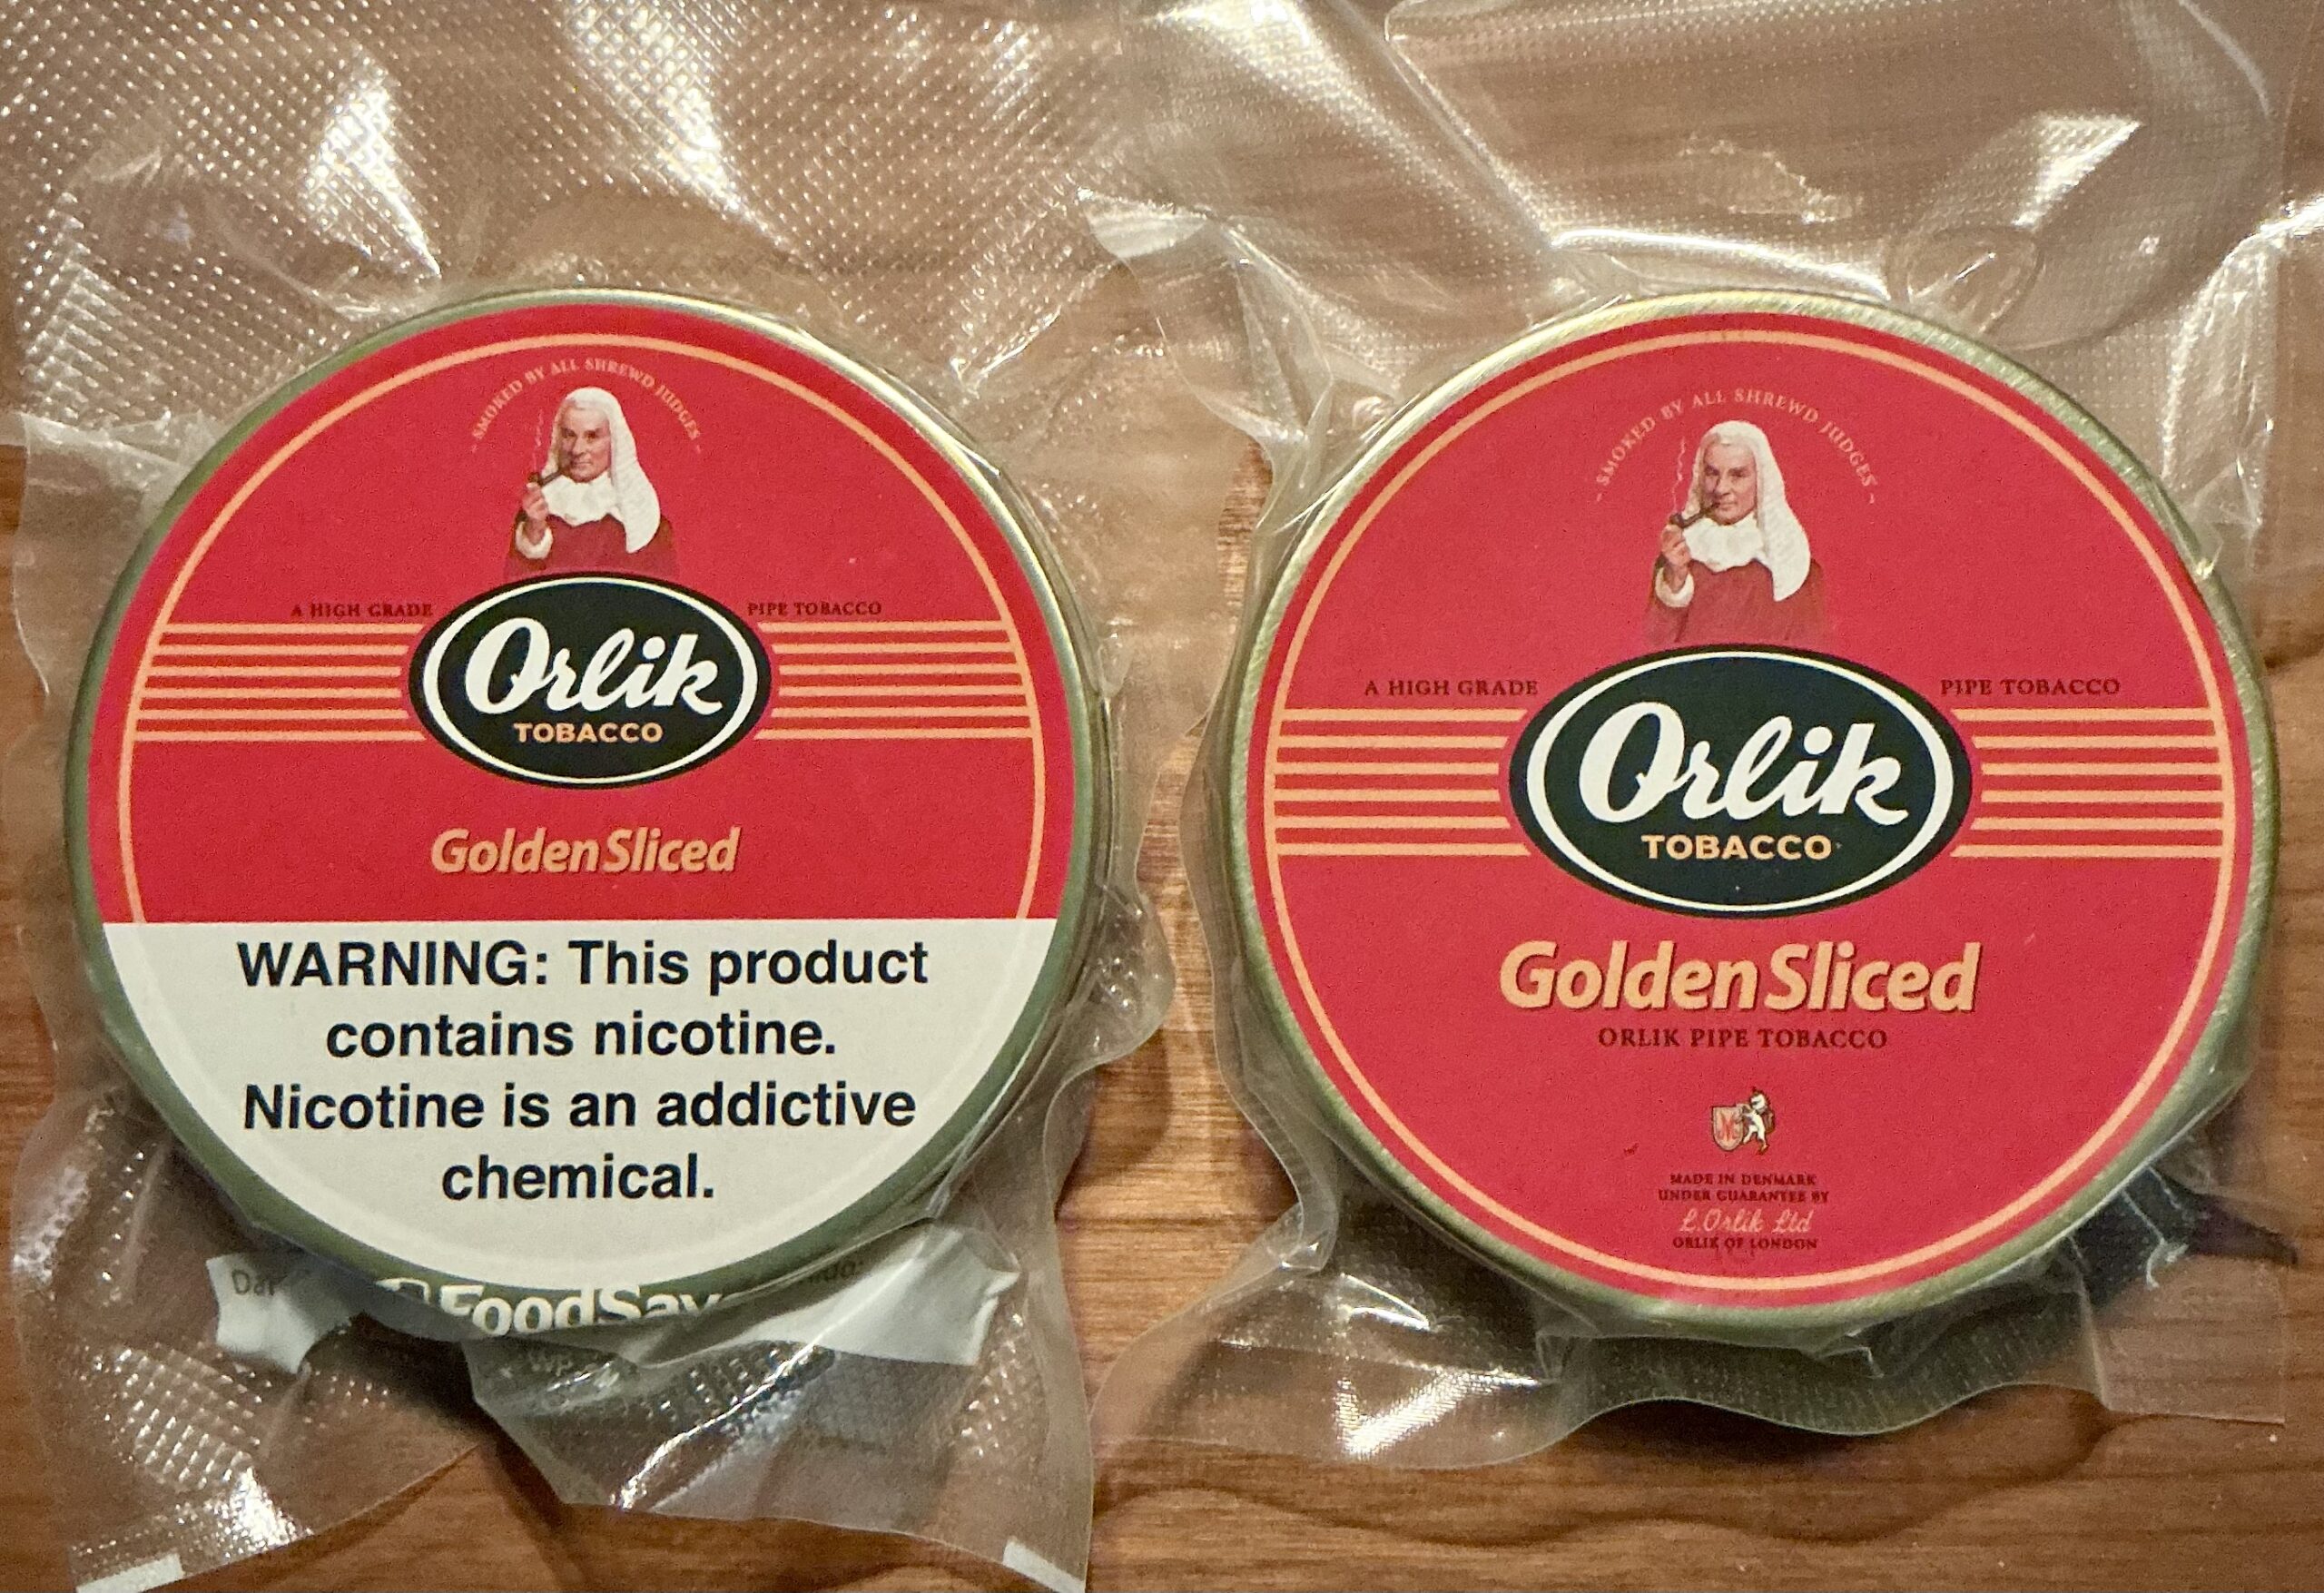 SMOKED BY ALL SHREWD JUDGES
A HIGH GRADE
PIPE TOBACCO
Orlik
TOBACCO
Golden Sliced
WARNING: This product
contains nicotine.
Nicotine is an addictive
chemical.
FoodSav
SMOKED BY ALL SHREWD JUDGES
A HIGH GRADE
PIPE TOBACCO
Orlik
TOBACCO
Golden Sliced
ORLIK PIPE TOBACCO
MADE IN DENMARK
UNDER GUARANTEE BY
L. Orlik Ltd
ORLIK OF LONDON